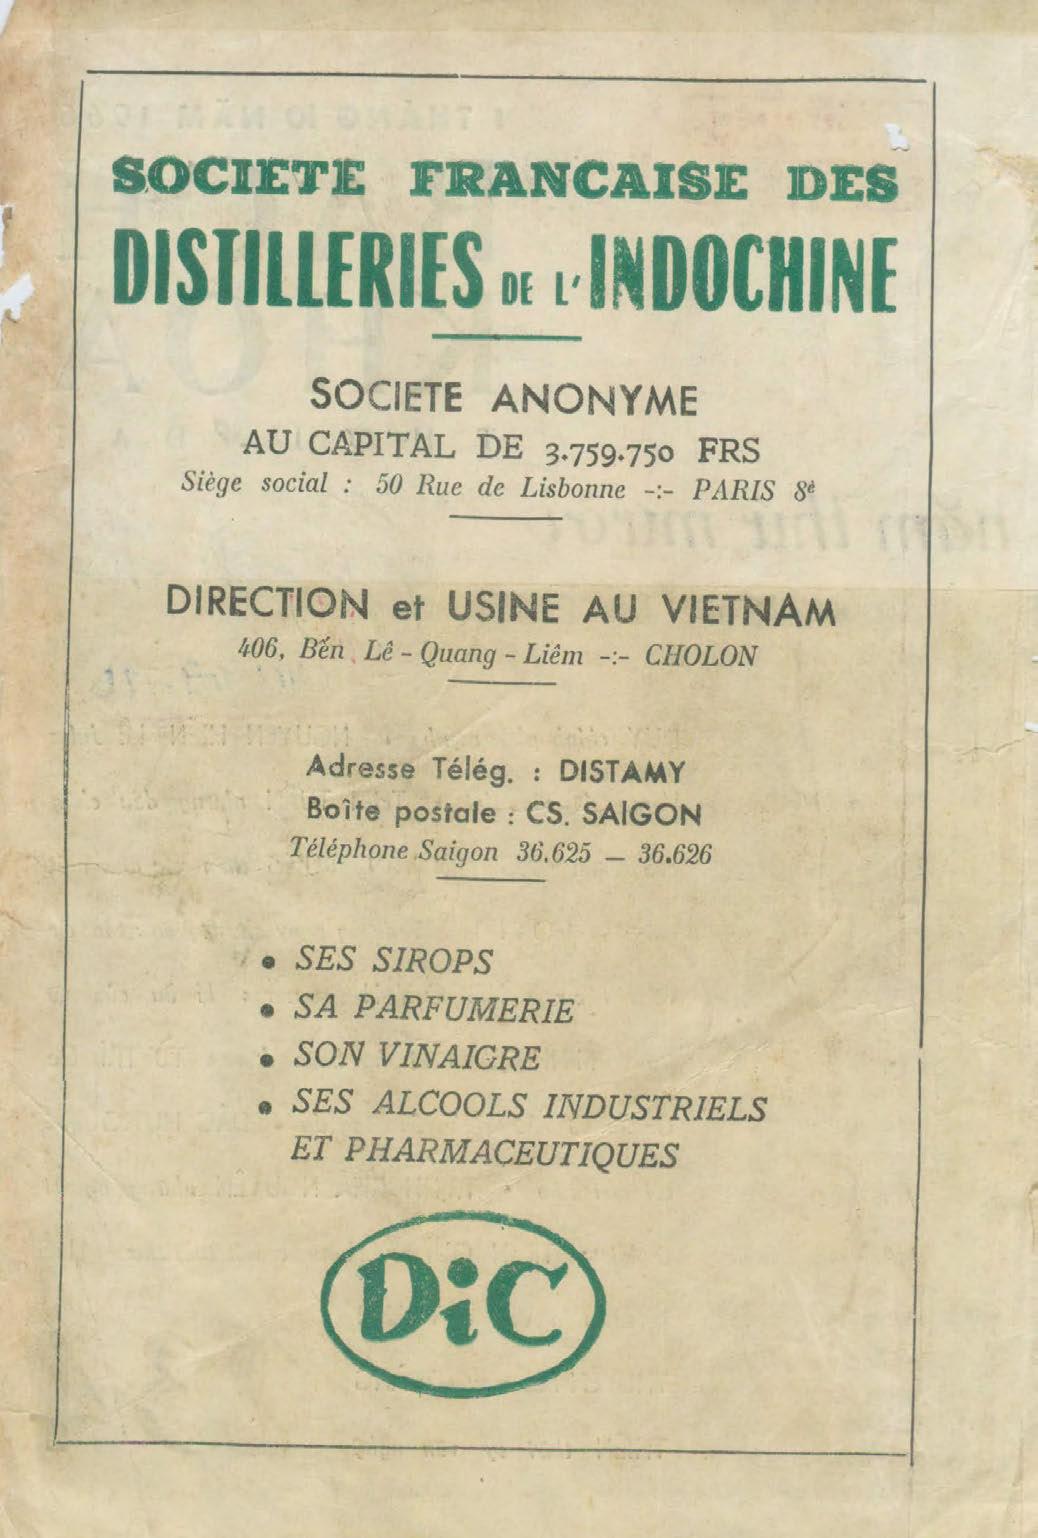 SOCIETE FRANCAISE DES
DISTILLERIES DE L'INDOCHINE
SOCIETE ANONYME
AU CAPITAL DE 3.759.750 FRS
Siège social : 50 Rue de Lisbonne -:- PARIS 8è
DIRECTION et USINE AU VIETNAM
406, Bến Lê - Quang - Liêm -:- CHOLON
Adresse Télég. : DISTAMY
Boîte postale : CS. SAIGON
Téléphone Saigon 36.625 — 36.626
• SES SIROPS
• SA PARFUMERIE
• SON VINAIGRE
• SES ALCOOLS INDUSTRIELS
ET PHARMACEUTIQUES
DiC